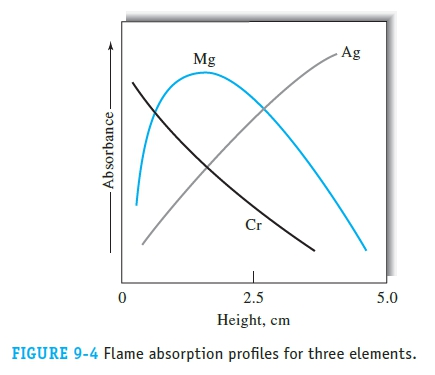 Mg
Ag
Absorbance
Cr
0 2.5 5.0
Height, cm
FIGURE 9-4 Flame absorption profiles for three elements.